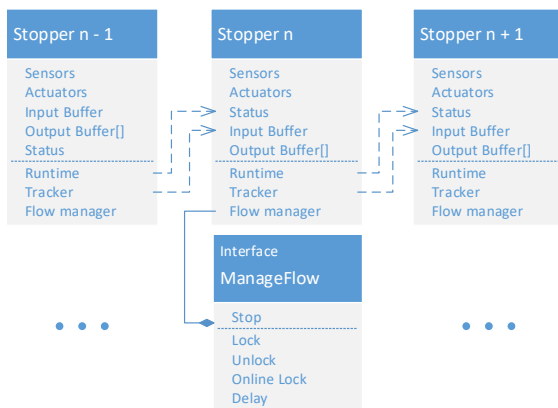 Stopper n - 1
Sensors
Actuators
Input Buffer
Output Buffer[]
Status
Runtime
Tracker
Flow manager
Stopper n
Sensors
Actuators
Status
Input Buffer
Output Buffer[]
Runtime
Tracker
Flow manager
Stopper n + 1
Sensors
Actuators
Status
Input Buffer
Output Buffer[]
Runtime
Tracker
Flow manager
Interface
ManageFlow
Stop
Lock
Unlock
Online Lock
Delay